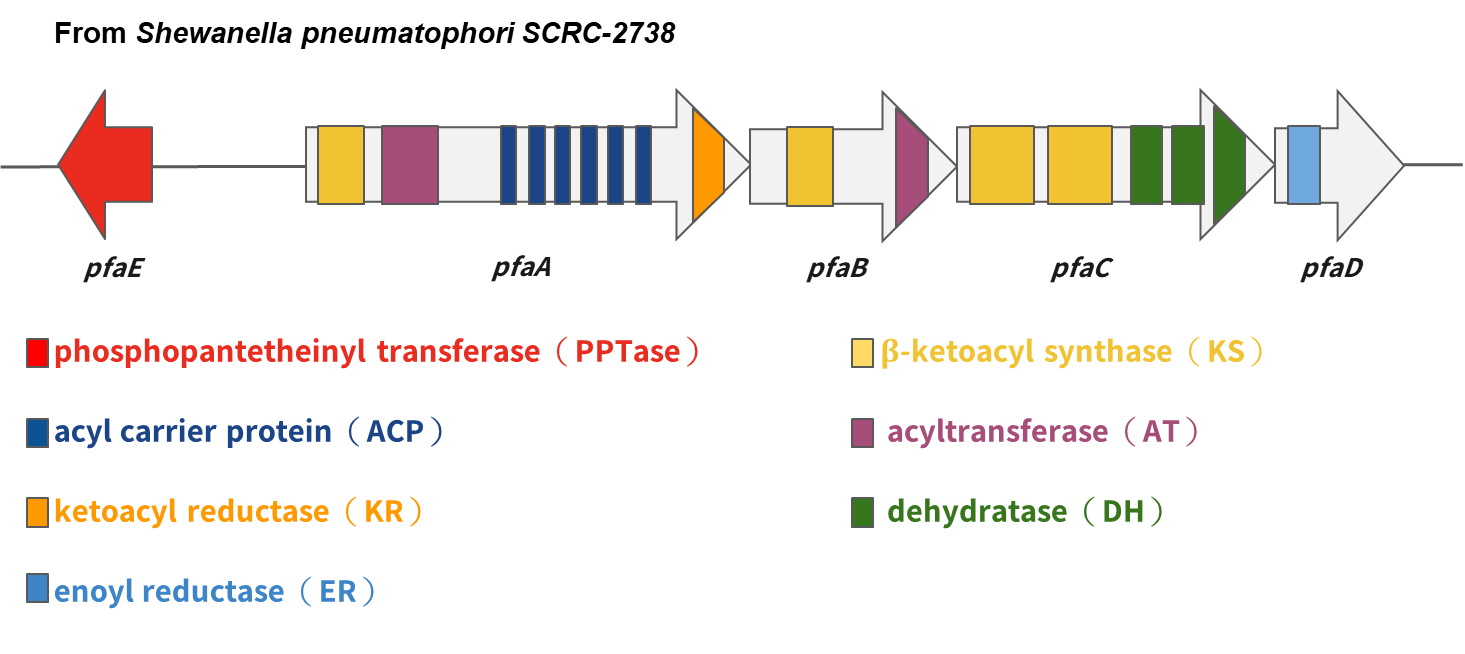 From Shewanella pneumatophori SCRC-2738
pfaE pfaA pfaB pfaC pfaD
phosphopantetheinyl transferase（PPTase）
β-ketoacyl synthase（KS）
acyl carrier protein（ACP）
acyltransferase（AT）
ketoacyl reductase（KR）
dehydratase（DH）
enoyl reductase（ER）